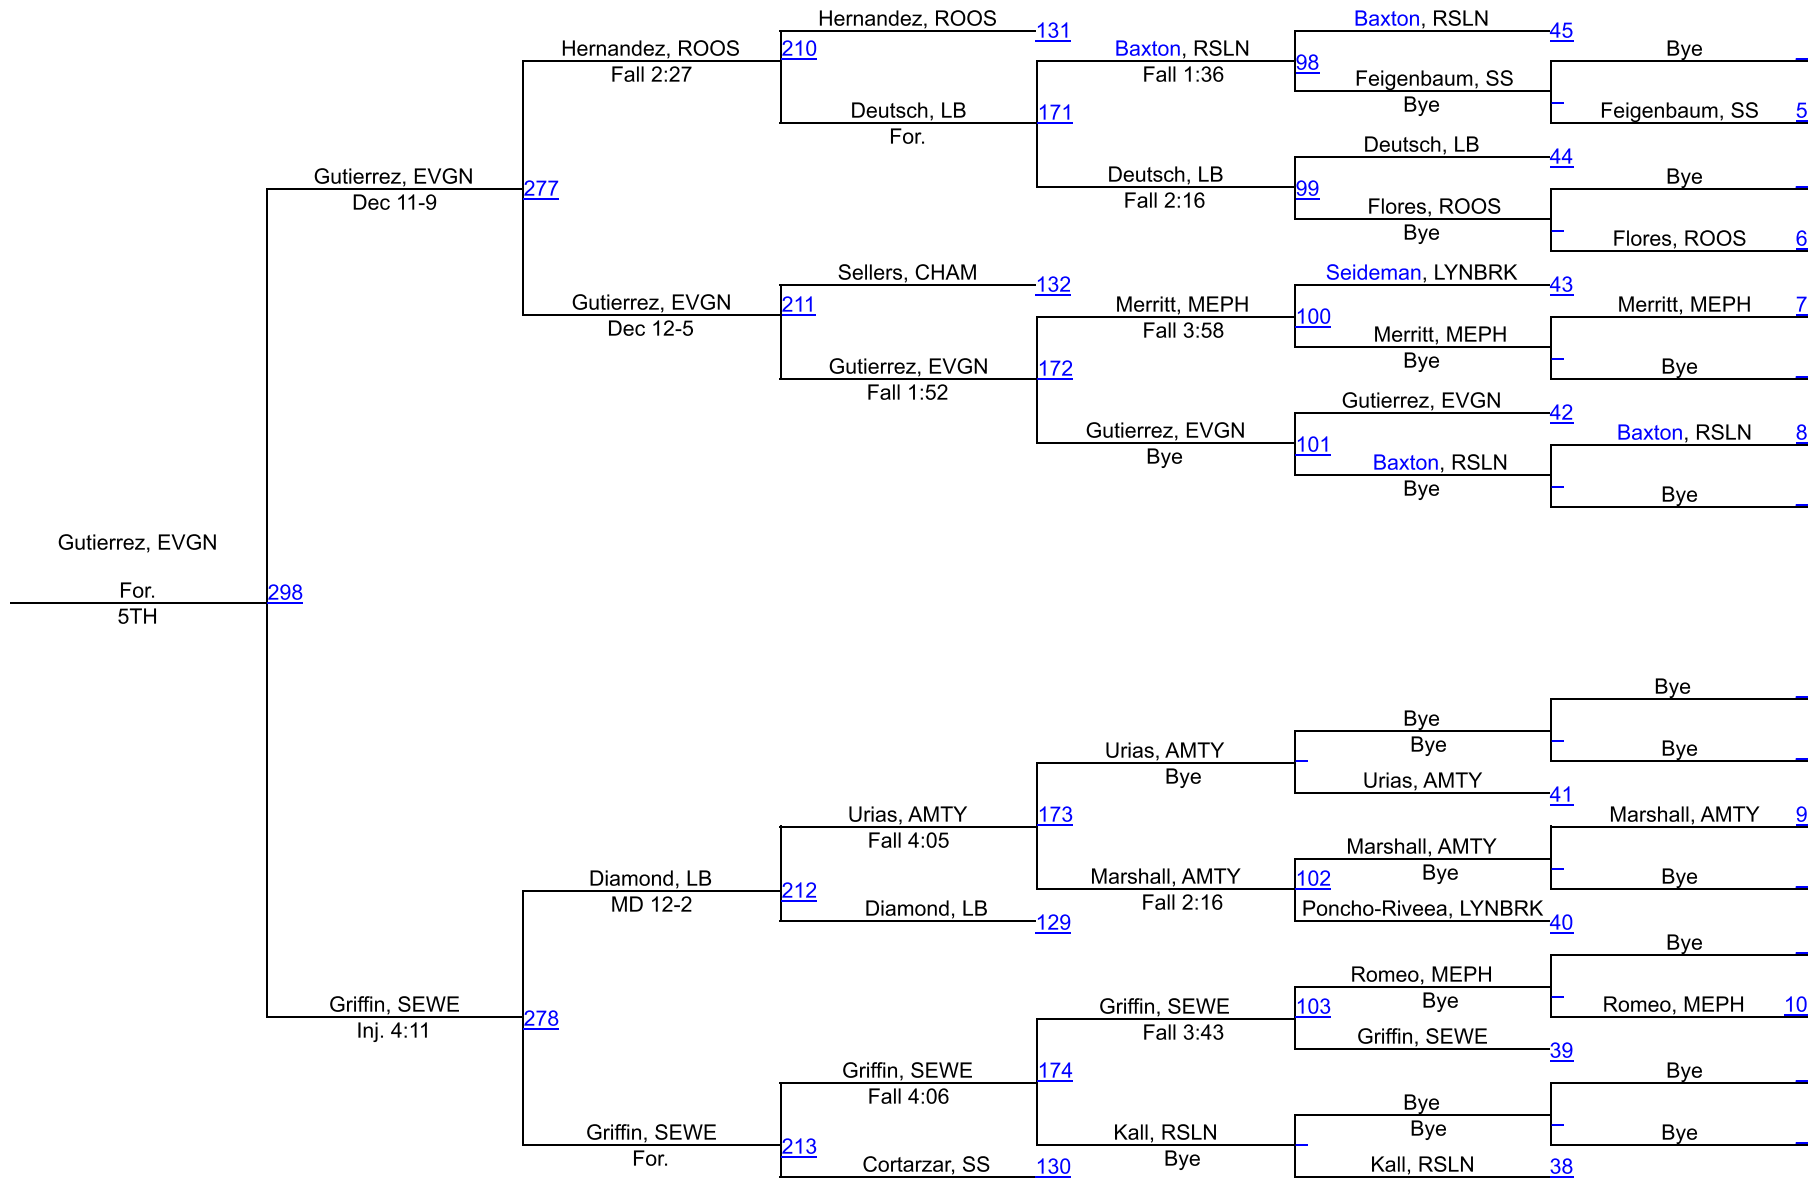 Hernandez, ROOS
131
Baxton, RSLN
45
Hernandez, ROOS
210
Baxton, RSLN
Bye
Fall 2:27
Fall 1:36
98
Feigenbaum, SS
Bye
Deutsch, LB
171
Feigenbaum, SS
5
For.
Deutsch, LB
44
Gutierrez, EVGN
277
Deutsch, LB
99
Bye
Dec 11-9
Fall 2:16
Flores, ROOS
Bye
Flores, ROOS
6
Sellers, CHAM
132
Seideman, LYNBRK
43
Gutierrez, EVGN
211
Merritt, MEPH
100
Merritt, MEPH
7
Dec 12-5
Fall 3:58
Merritt, MEPH
Bye
Gutierrez, EVGN
172
Bye
Fall 1:52
Gutierrez, EVGN
42
Gutierrez, EVGN
101
Baxton, RSLN
8
Bye
Baxton, RSLN
Bye
Bye
Gutierrez, EVGN
For.
298
5TH
Bye
Bye
Bye
Urias, AMTY
Bye
Bye
Urias, AMTY
41
Urias, AMTY
173
Marshall, AMTY
9
Fall 4:05
Marshall, AMTY
Bye
Diamond, LB
212
Marshall, AMTY
102
Bye
MD 12-2
Fall 2:16
Diamond, LB
129
Poncho-Riveea, LYNBRK
40
Bye
Romeo, MEPH
Bye
Griffin, SEWE
278
Griffin, SEWE
103
Romeo, MEPH
10
Inj. 4:11
Fall 3:43
Griffin, SEWE
39
Griffin, SEWE
174
Bye
Fall 4:06
Bye
Bye
Griffin, SEWE
213
Kall, RSLN
Bye
For.
Bye
Cortarzar, SS
130
Kall, RSLN
38